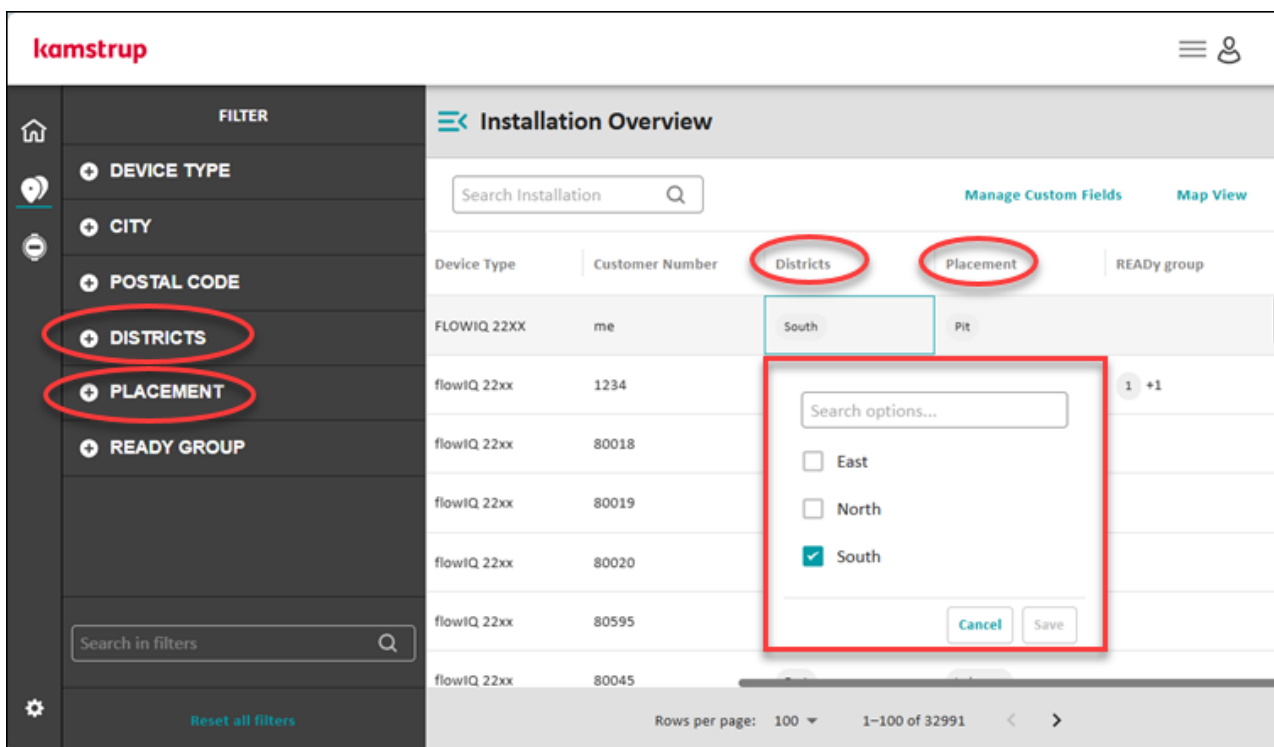 kamstrup
FILTER
DEVICE TYPE
CITY
POSTAL CODE
DISTRICTS
PLACEMENT
READY GROUP
Search in filters
Reset all filters
Installation Overview
Search Installation
Manage Custom Fields Map View
Device Type Customer Number Districts Placement READy group
FLOWIQ 22XX me South Pit
flowIQ 22xx 1234 1 +1
flowIQ 22xx 80018
flowIQ 22xx 80019
flowIQ 22xx 80020
flowIQ 22xx 80595
flowIQ 22xx 80045
Search options...
East
North
South
Cancel Save
Rows per page: 100 1–100 of 32991